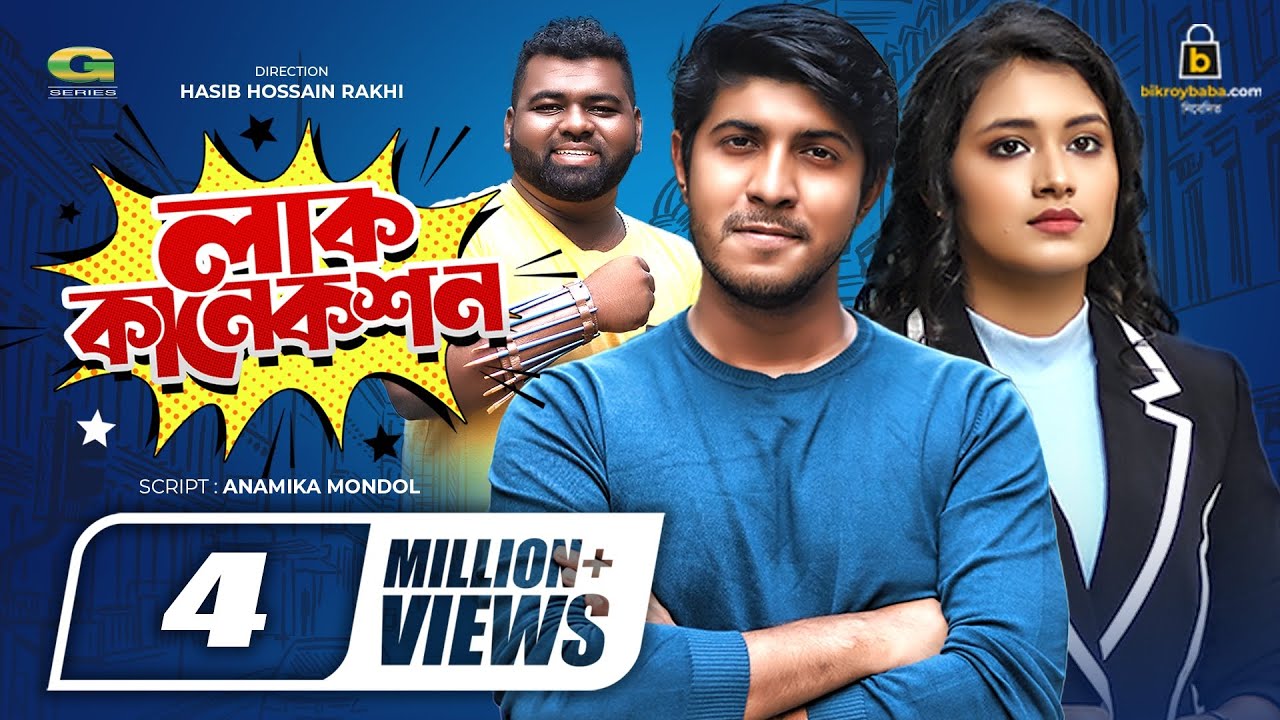 G
SERIES
DIRECTION
HASIB HOSSAIN RAKHI
b
bikroybaba.com
নিবেদিত
লাক
কানেকশন
SCRIPT : ANAMIKA MONDOL
4
MILLION+
VIEWS